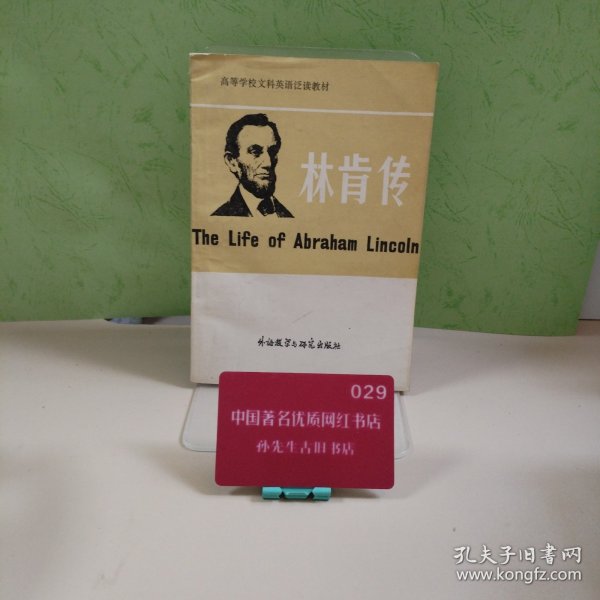 高等学校文科英语泛读教材
林肯传
The Life of Abraham Lincoln
外语教学与研究出版社
029
中国著名优质网红书店
孙先生古旧书店
孔夫子旧书网
www.kongfz.com